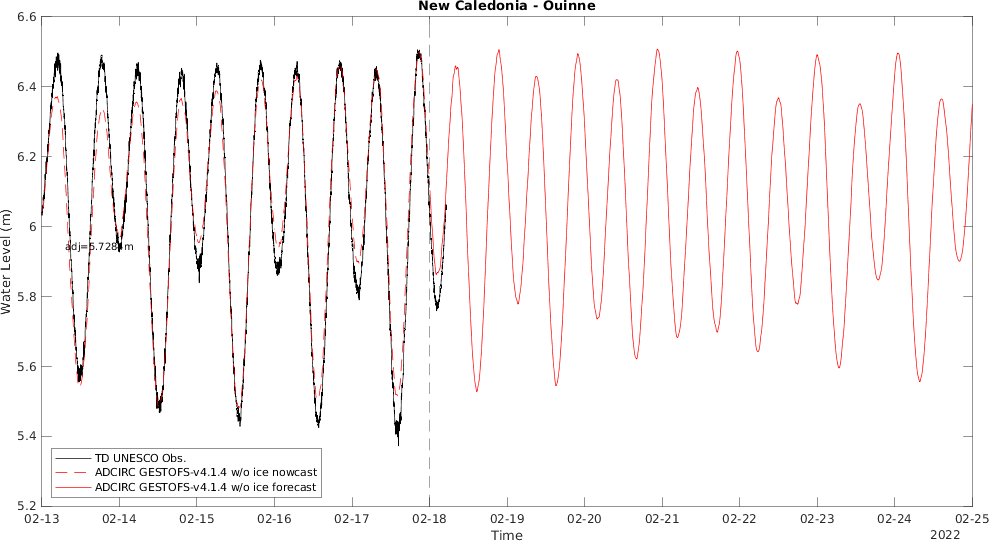 New Caledonia - Ouinne
Water Level (m)
6.6
6.4
6.2
6
5.8
5.6
5.4
5.2
adj=5.728 m
TD UNESCO Obs.
ADCIRC GESTOFS-v4.1.4 w/o ice nowcast
ADCIRC GESTOFS-v4.1.4 w/o ice forecast
02-13 02-14 02-15 02-16 02-17 02-18 02-19 02-20 02-21 02-22 02-23 02-24 02-25
Time
2022